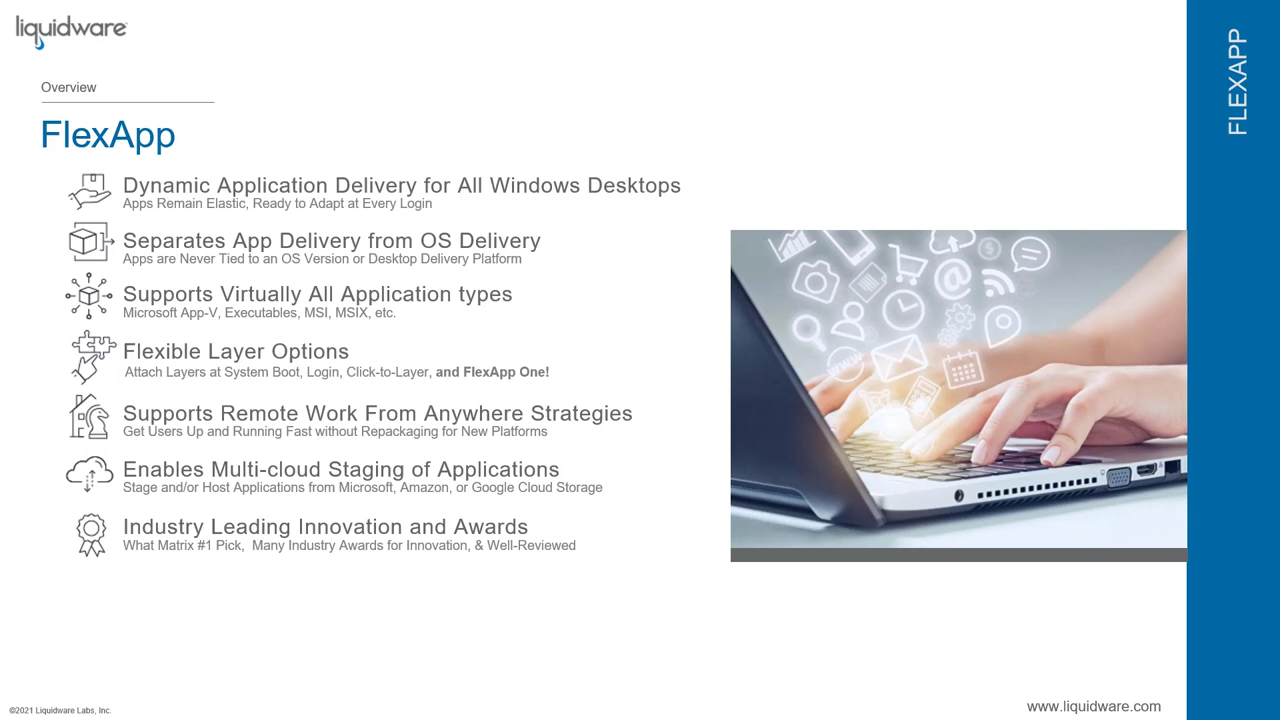 liquidware
FLEXAPP
Overview
FlexApp
Dynamic Application Delivery for All Windows Desktops
Apps Remain Elastic, Ready to Adapt at Every Login
Separates App Delivery from OS Delivery
Apps are Never Tied to an OS Version or Desktop Delivery Platform
Supports Virtually All Application types
Microsoft App-V, Executables, MSI, MSIX, etc.
Flexible Layer Options
Attach Layers at System Boot, Login, Click-to-Layer, and FlexApp One!
Supports Remote Work From Anywhere Strategies
Get Users Up and Running Fast without Repackaging for New Platforms
Enables Multi-cloud Staging of Applications
Stage and/or Host Applications from Microsoft, Amazon, or Google Cloud Storage
Industry Leading Innovation and Awards
What Matrix #1 Pick,  Many Industry Awards for Innovation, & Well-Reviewed
WWW
©2021 Liquidware Labs, Inc.
www.liquidware.com